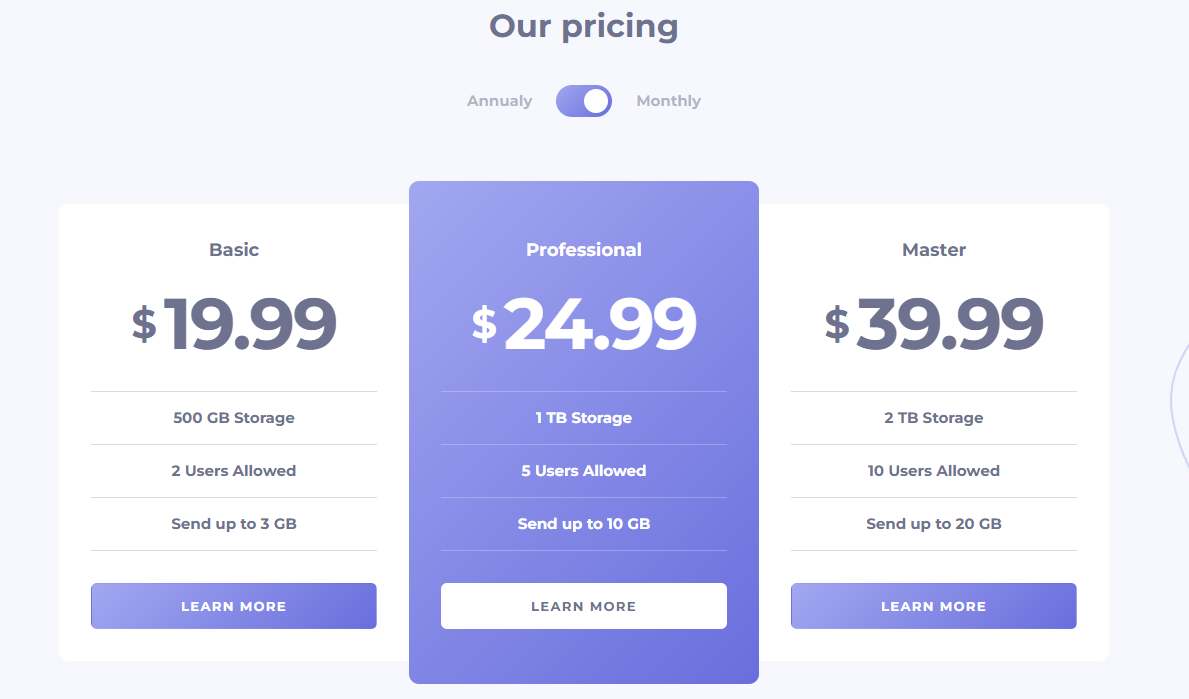 Our pricing
Annualy
Monthly
Basic
$19.99
500 GB Storage
2 Users Allowed
Send up to 3 GB
LEARN MORE
Professional
$24.99
1 TB Storage
5 Users Allowed
Send up to 10 GB
LEARN MORE
Master
$39.99
2 TB Storage
10 Users Allowed
Send up to 20 GB
LEARN MORE